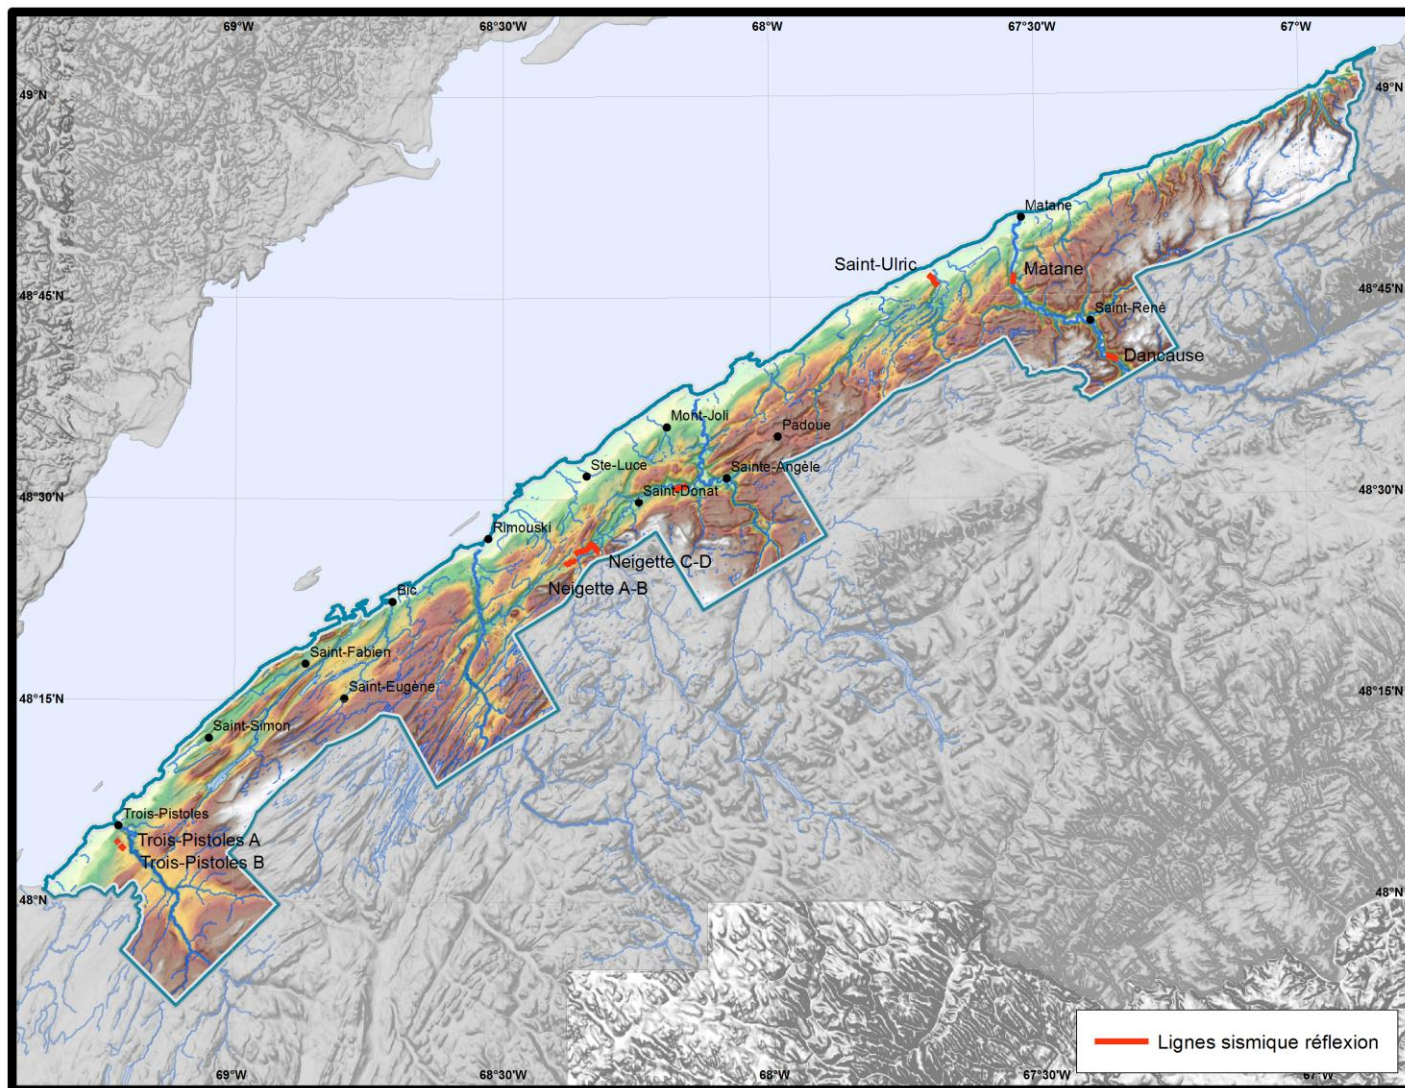 69°W
68°30'W
68°W
67°30'W
67°W
49°N
49°N
Matane
Saint-Ulric
Matane
48°45'N
48°45'N
Saint-René
Dancause
Mont-Joli
Padoue
Ste-Luce
Sainte-Angèle
Saint-Donat
48°30'N
48°30'N
Rimouski
Neigette C-D
Neigette A-B
Bic
Saint-Fabien
Saint-Eugène
48°15'N
48°15'N
Saint-Simon
Trois-Pistoles
Trois-Pistoles A
Trois-Pistoles B
48°N
48°N
Lignes sismique réflexion
69°W
68°30'W
68°W
67°30'W
67°W